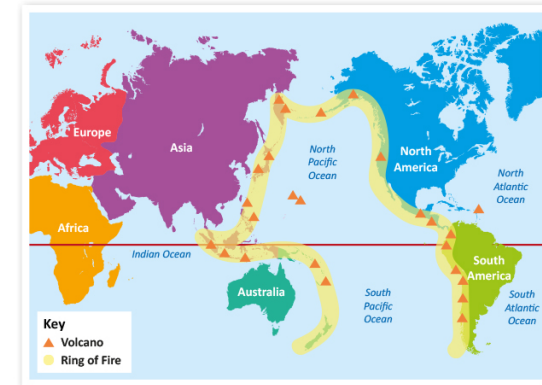 Europe
Asia
North
America
North
Pacific
Ocean
North
Atlantic
Ocean
Africa
Indian Ocean
South
America
Australia
South
Pacific
Ocean
South
Atlantic
Ocean
Key
Volcano
Ring of Fire